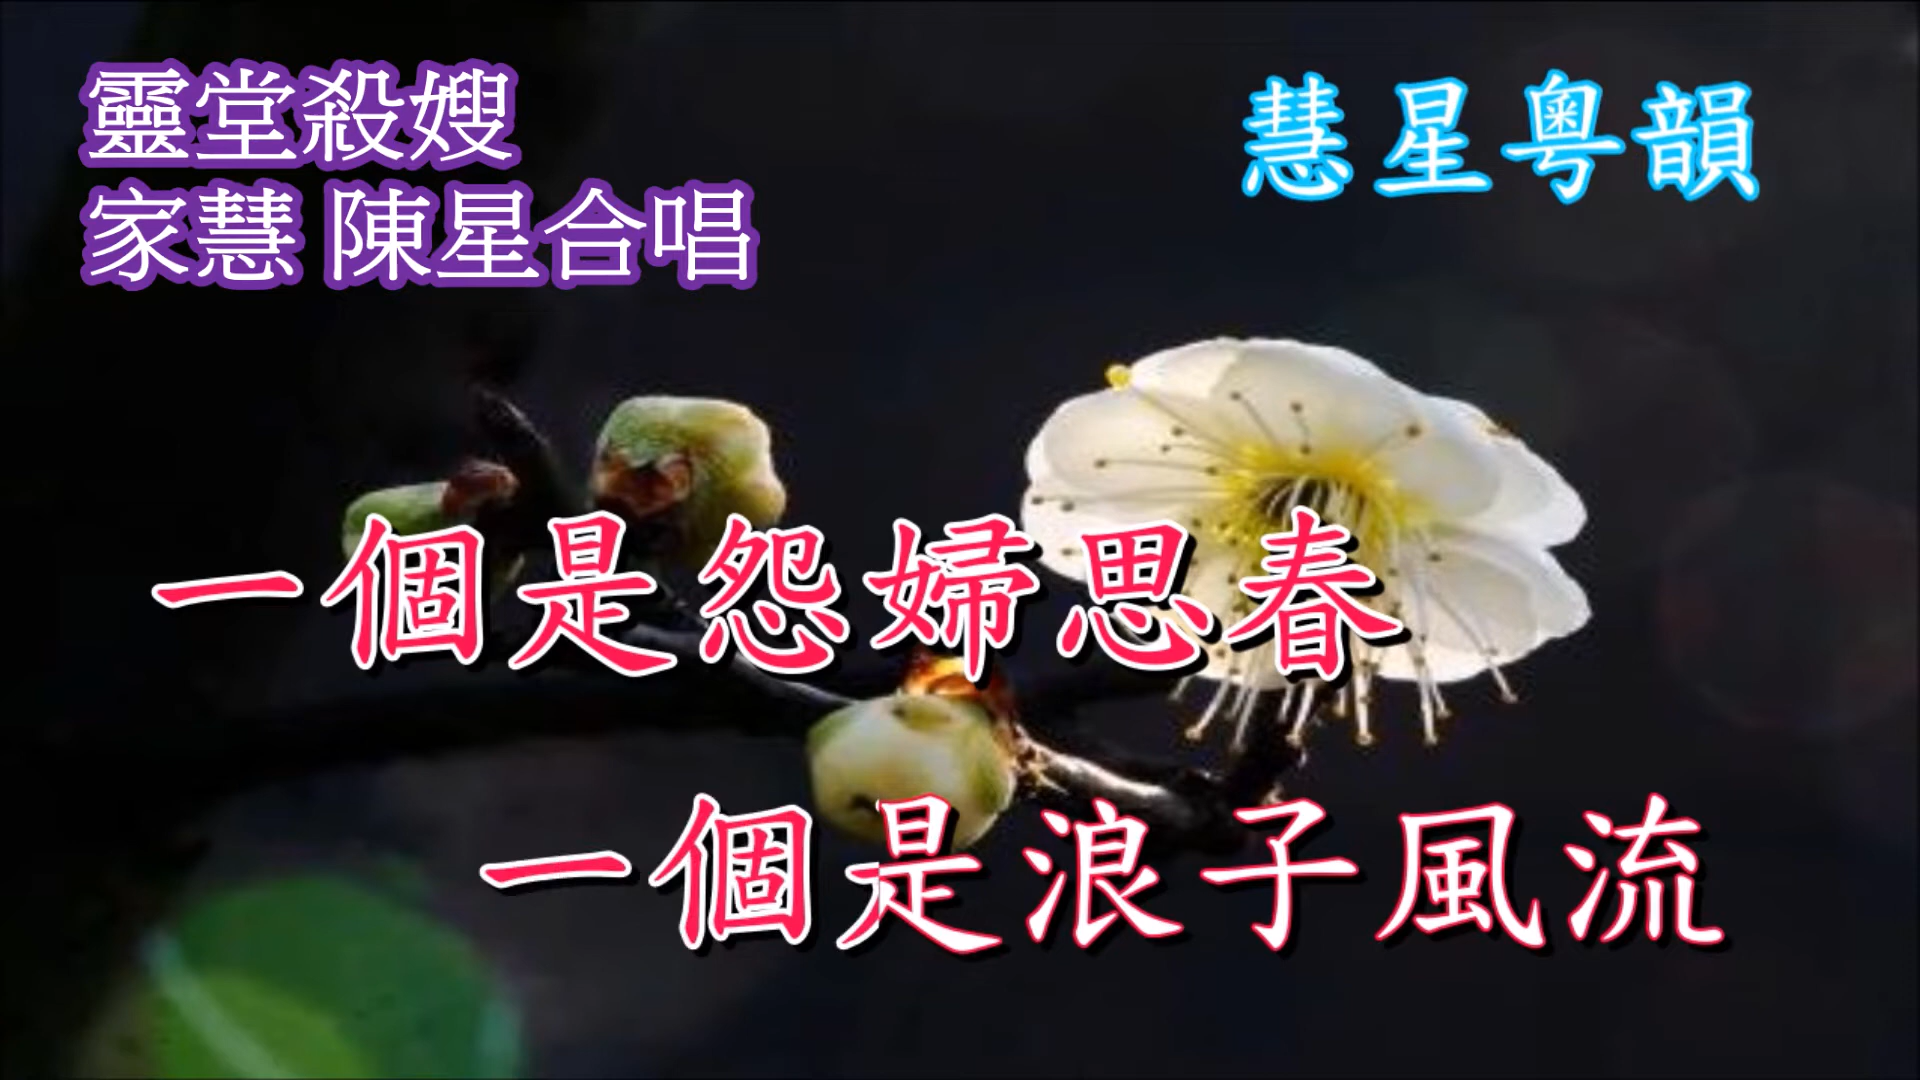 靈堂殺嫂
家慧 陳星合唱
慧星粵韻
一個是怨婦思春
一個是浪子風流